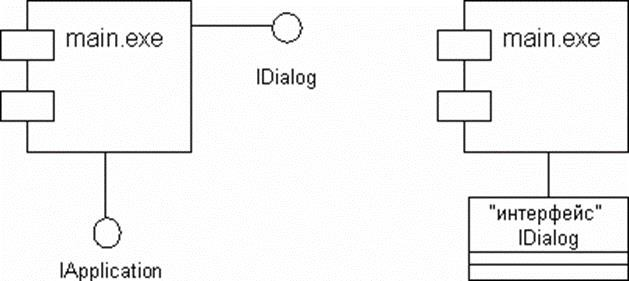 main.exe
IDialog
IApplication
main.exe
"интерфейс"
IDialog